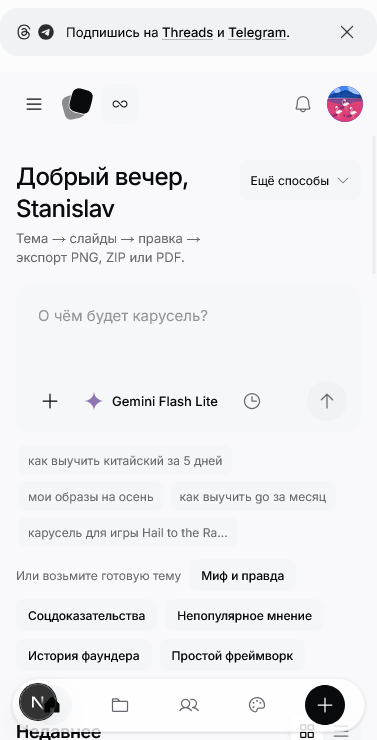 Подпишись на Threads и Telegram.
Добрый вечер,
Stanislav
Ещё способы
Тема → слайды → правка →
экспорт PNG, ZIP или PDF.
О чём будет карусель?
Gemini Flash Lite
как выучить китайский за 5 дней
мои образы на осень
как выучить go за месяц
карусель для игры Hail to the Ra...
Или возьмите готовую тему
Миф и правда
Соцдоказательства
Непопулярное мнение
История фаундера
Простой фреймворк
N
Недавнее